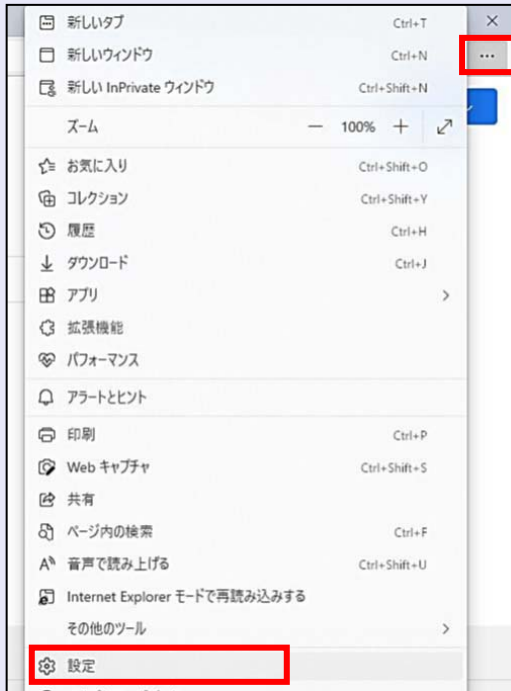 新しいタブ Ctrl+T
新しいウィンドウ Ctrl+N
新しい InPrivate ウィンドウ Ctrl+Shift+N
ズーム — 100% +
お気に入り Ctrl+Shift+O
コレクション Ctrl+Shift+Y
履歴 Ctrl+H
ダウンロード Ctrl+J
アプリ
拡張機能
パフォーマンス
アラートとヒント
印刷 Ctrl+P
Web キャプチャ Ctrl+Shift+S
共有
ページ内の検索 Ctrl+F
音声で読み上げる Ctrl+Shift+U
Internet Explorer モードで再読み込みする
その他のツール
設定